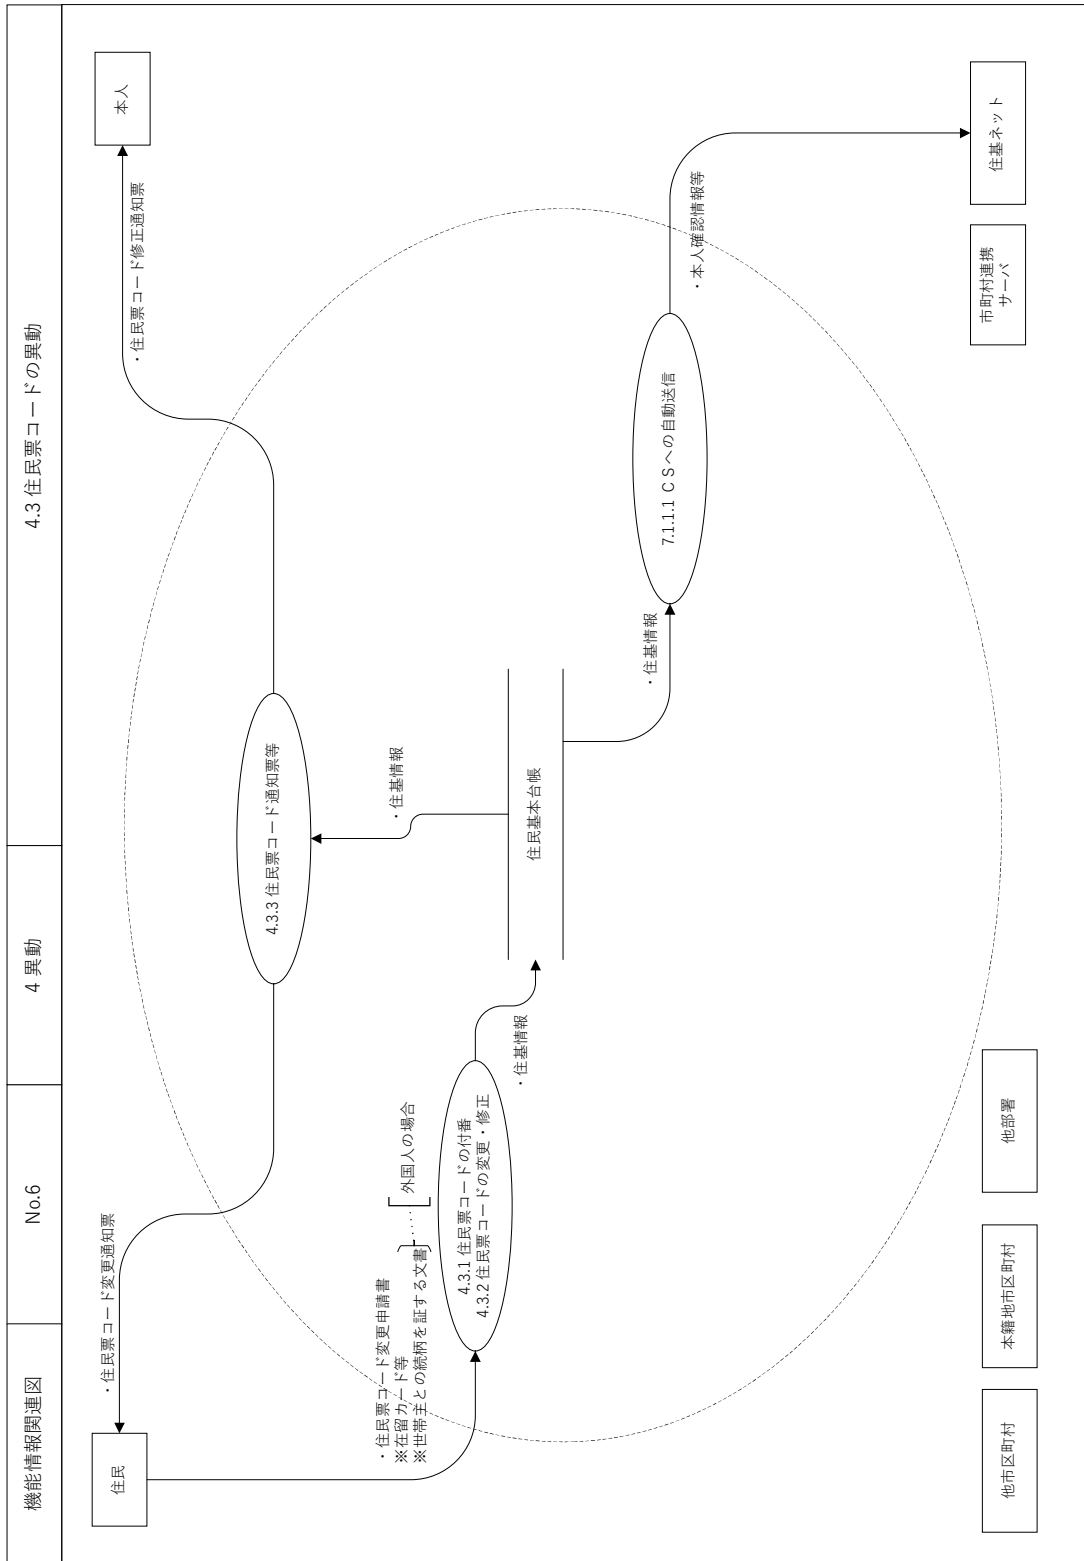 機能情報関連図
No.6
4 異動
4.3 住民票コードの異動
住民
・住民票コード変更通知票
・住民票コード修正通知票
本人
4.3.3 住民票コード通知票等
・住民票コード変更申請書
※在留カード等
※世帯主との続柄を証する文書
外国人の場合
・住基情報
4.3.1 住民票コードの付番
4.3.2 住民票コードの変更・修正
・住基情報
住民基本台帳
・住基情報
7.1.1.1 ＣＳへの自動送信
・本人確認情報等
他市区町村
本籍地市区町村
他部署
市町村連携
サーバ
住基ネット